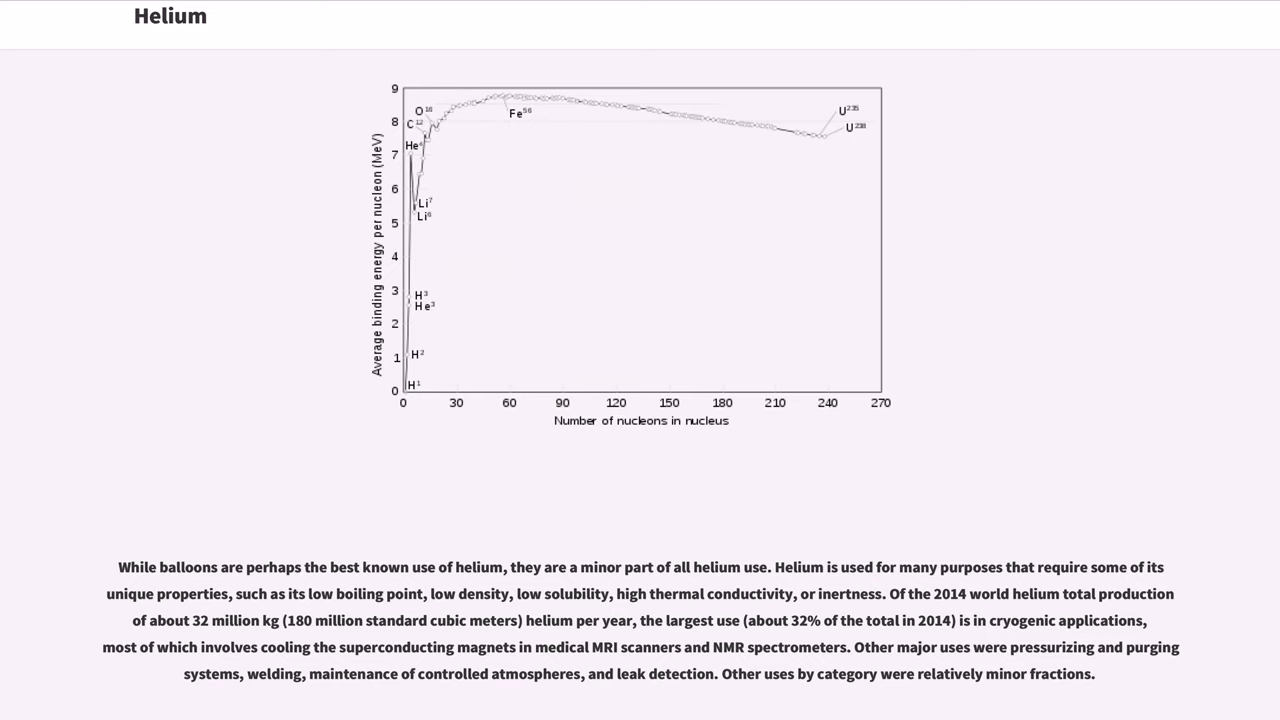 Helium
9
8
7
6
5
4
3
2
1
0
Average binding energy per nucleon (MeV)
O16
C12
He4
Li7
Li6
H3
He3
H2
H1
Fe56
U235
U238
0 30 60 90 120 150 180 210 240 270
Number of nucleons in nucleus
While balloons are perhaps the best known use of helium, they are a minor part of all helium use. Helium is used for many purposes that require some of its
unique properties, such as its low boiling point, low density, low solubility, high thermal conductivity, or inertness. Of the 2014 world helium total production
of about 32 million kg (180 million standard cubic meters) helium per year, the largest use (about 32% of the total in 2014) is in cryogenic applications,
most of which involves cooling the superconducting magnets in medical MRI scanners and NMR spectrometers. Other major uses were pressurizing and purging
systems, welding, maintenance of controlled atmospheres, and leak detection. Other uses by category were relatively minor fractions.